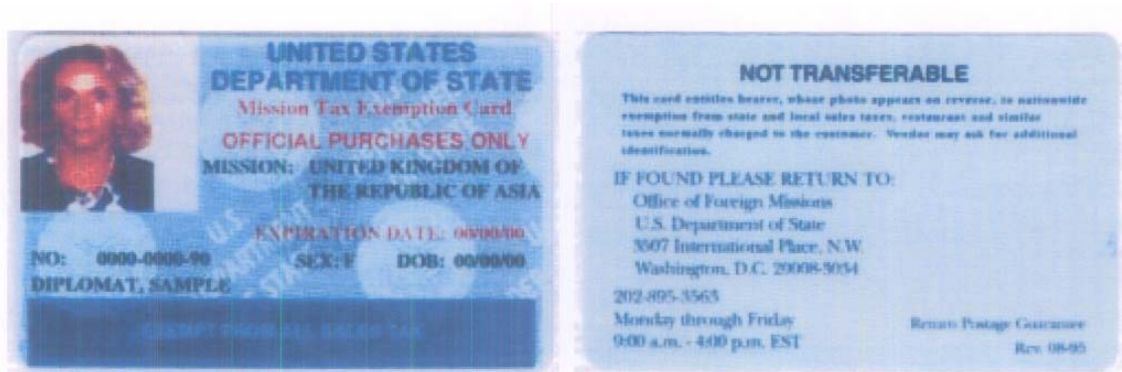 UNITED STATES
DEPARTMENT OF STATE
Mission Tax Exemption Card
OFFICIAL PURCHASES ONLY
MISSION: UNITED KINGDOM OF
THE REPUBLIC OF ASIA
EXPIRATION DATE: 00/00/00
NO: 0000-0000-90
SEX: F DOB: 00/00/00
DIPLOMAT, SAMPLE
EXEMPT FROM ALL SALES TAX
NOT TRANSFERABLE
This card entitles bearer, whose photo appears on reverse, to nationwide
exemption from state and local sales taxes, restaurant and similar
taxes normally charged to the customer. Vendor may ask for additional
identification.
IF FOUND PLEASE RETURN TO:
Office of Foreign Missions
U.S. Department of State
3507 International Place, N.W.
Washington, D.C. 20008-3034
202-895-3563
Monday through Friday
9:00 a.m. - 4:00 p.m. EST
Return Postage Guarantee
Rev. 08-95